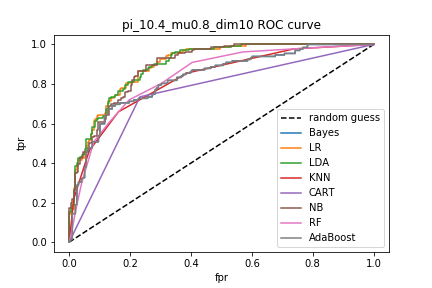 pi_10.4_mu0.8_dim10 ROC curve
1.0
0.8
0.6
0.4
0.2
0.0
tpr
random guess
Bayes
LR
LDA
KNN
CART
NB
RF
AdaBoost
0.0 0.2 0.4 0.6 0.8 1.0
fpr